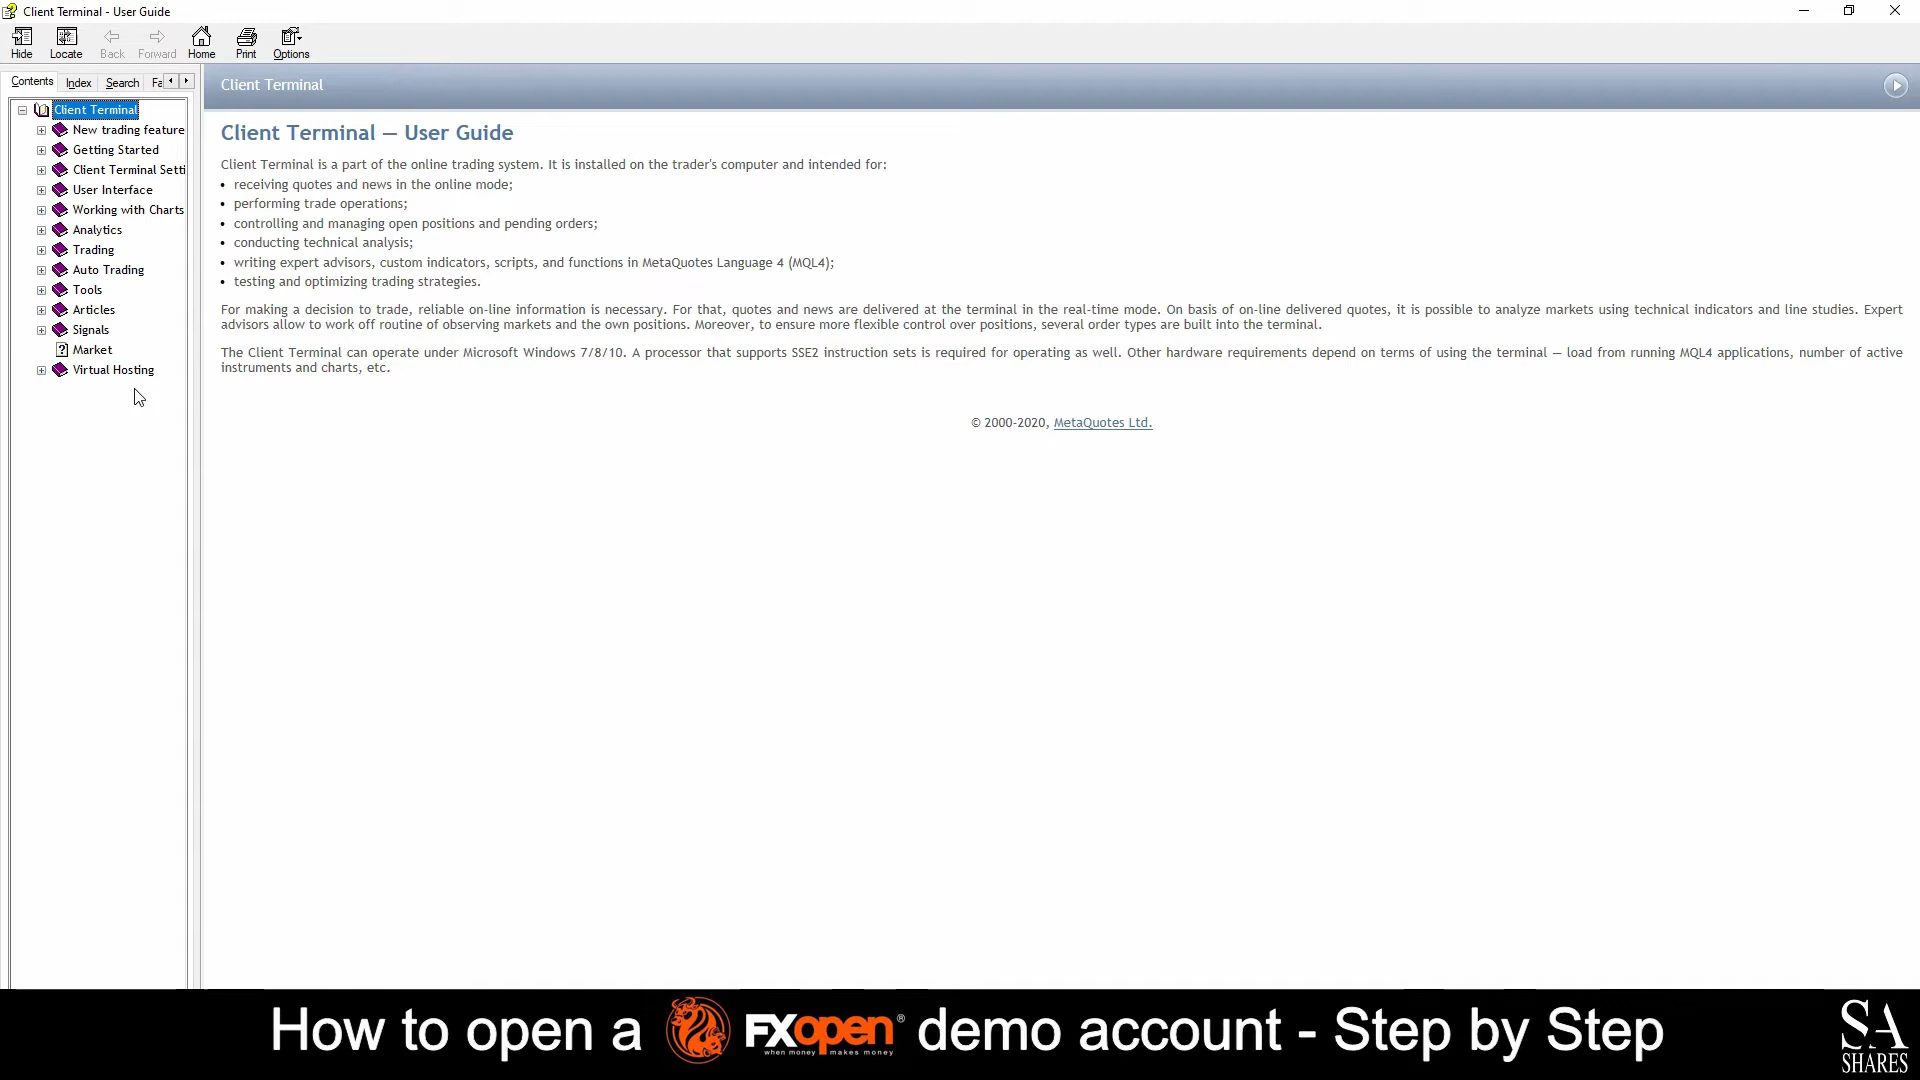 Client Terminal - User Guide
Hide Locate Back Forward Home Print Options
Contents Index Search Fa
Client Terminal
New trading feature
Getting Started
Client Terminal Setti
User Interface
Working with Charts
Analytics
Trading
Auto Trading
Tools
Articles
Signals
Market
Virtual Hosting
Client Terminal
Client Terminal — User Guide
Client Terminal is a part of the online trading system. It is installed on the trader's computer and intended for:
• receiving quotes and news in the online mode;
• performing trade operations;
• controlling and managing open positions and pending orders;
• conducting technical analysis;
• writing expert advisors, custom indicators, scripts, and functions in MetaQuotes Language 4 (MQL4);
• testing and optimizing trading strategies.
For making a decision to trade, reliable on-line information is necessary. For that, quotes and news are delivered at the terminal in the real-time mode. On basis of on-line delivered quotes, it is possible to analyze markets using technical indicators and line studies. Expert
advisors allow to work off routine of observing markets and the own positions. Moreover, to ensure more flexible control over positions, several order types are built into the terminal.
The Client Terminal can operate under Microsoft Windows 7/8/10. A processor that supports SSE2 instruction sets is required for operating as well. Other hardware requirements depend on terms of using the terminal — load from running MQL4 applications, number of active
instruments and charts, etc.
© 2000-2020, MetaQuotes Ltd.
How to open a FXopen® demo account - Step by Step
when money makes money
SA
SHARES